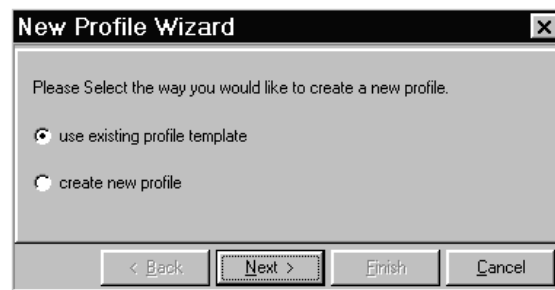 New Profile Wizard
Please Select the way you would like to create a new profile.
use existing profile template
create new profile
< Back Next > Finish Cancel